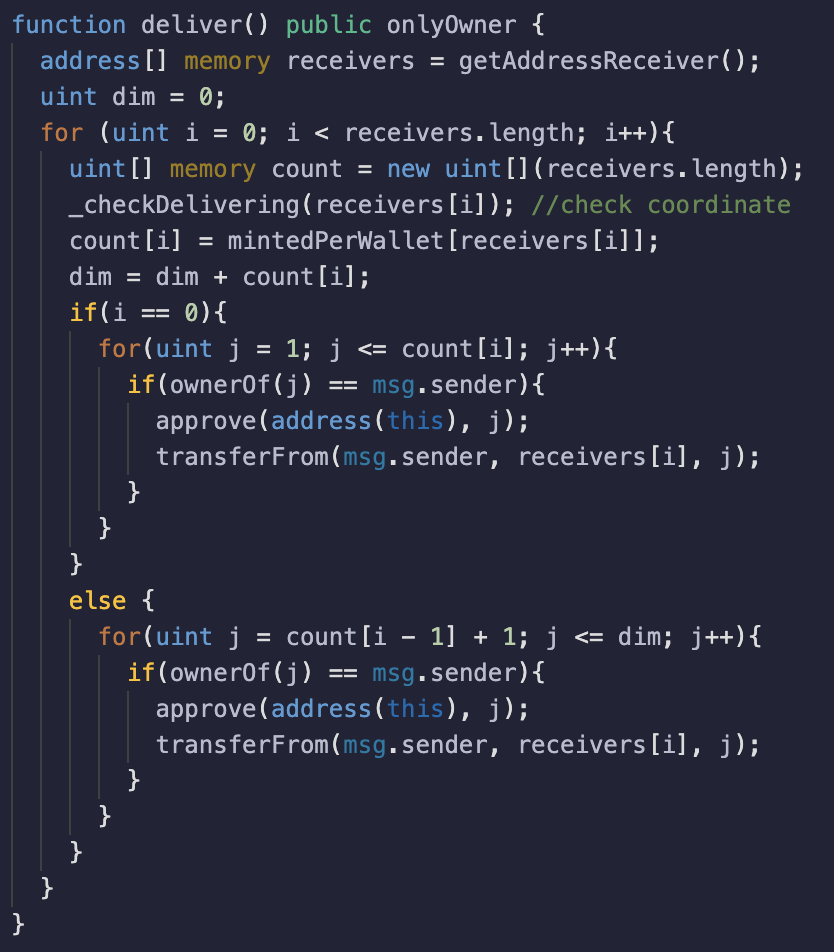 function deliver() public onlyOwner {
  address[] memory receivers = getAddressReceiver();
  uint dim = 0;
  for (uint i = 0; i < receivers.length; i++){
    uint[] memory count = new uint[](receivers.length);
    _checkDelivering(receivers[i]); //check coordinate
    count[i] = mintedPerWallet[receivers[i]];
    dim = dim + count[i];
    if(i == 0){
      for(uint j = 1; j <= count[i]; j++){
        if(ownerOf(j) == msg.sender){
          approve(address(this), j);
          transferFrom(msg.sender, receivers[i], j);
        }
      }
    }
    else {
      for(uint j = count[i - 1] + 1; j <= dim; j++){
        if(ownerOf(j) == msg.sender){
          approve(address(this), j);
          transferFrom(msg.sender, receivers[i], j);
        }
      }
    }
  }
}